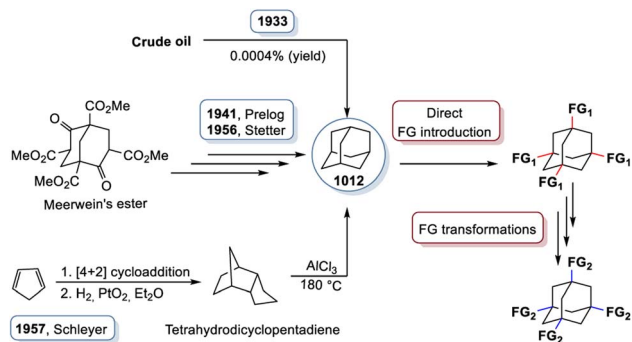 1933
Crude oil
0.0004% (yield)
1941, Prelog
1956, Stetter
CO₂Me
O
MeO₂C
CO₂Me
MeO₂C
O
Meerwein's ester
1012
Direct
FG introduction
FG₁
FG₁
FG₁
FG₁
FG transformations
FG₂
FG₂
FG₂
FG₂
AlCl₃
180 °C
1. [4+2] cycloaddition
2. H₂, PtO₂, Et₂O
1957, Schleyer
Tetrahydrodicyclopentadiene